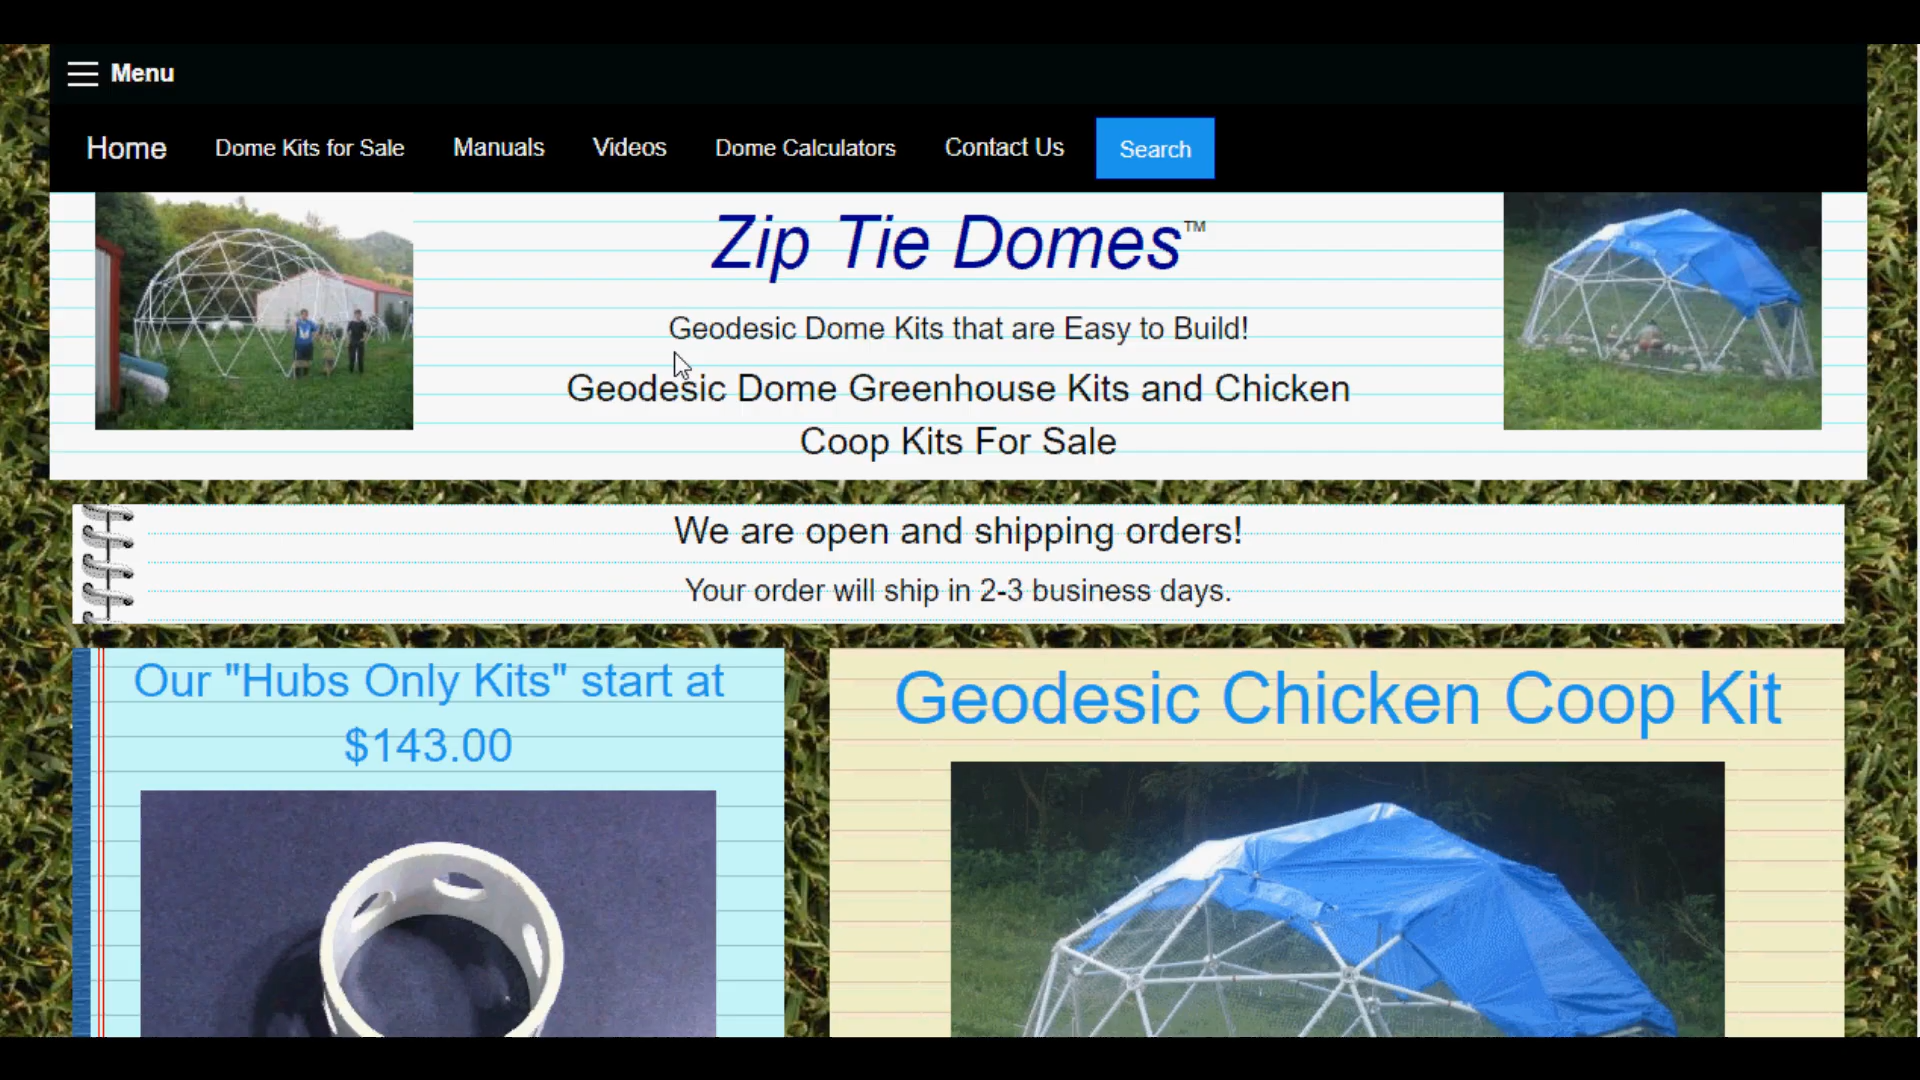 Menu
Home Dome Kits for Sale Manuals Videos Dome Calculators Contact Us Search
Zip Tie Domes™
Geodesic Dome Kits that are Easy to Build!
Geodesic Dome Greenhouse Kits and Chicken
Coop Kits For Sale
We are open and shipping orders!
Your order will ship in 2-3 business days.
Our "Hubs Only Kits" start at
$143.00
Geodesic Chicken Coop Kit